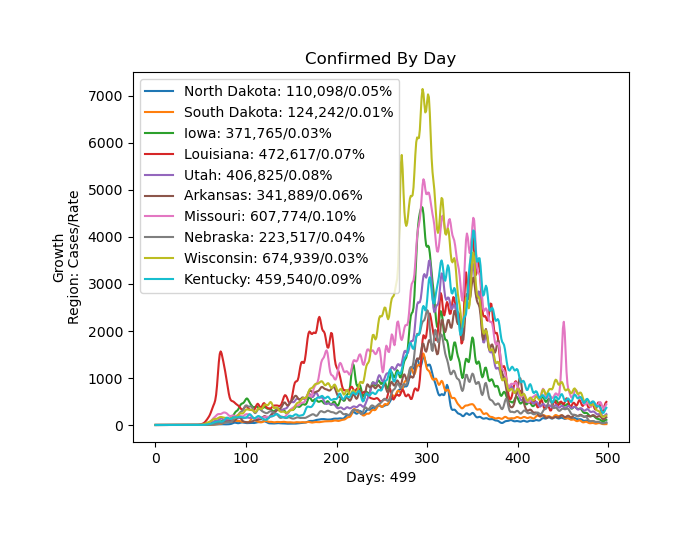 Confirmed By Day
Growth
Region: Cases/Rate
7000
6000
5000
4000
3000
2000
1000
0
North Dakota: 110,098/0.05%
South Dakota: 124,242/0.01%
Iowa: 371,765/0.03%
Louisiana: 472,617/0.07%
Utah: 406,825/0.08%
Arkansas: 341,889/0.06%
Missouri: 607,774/0.10%
Nebraska: 223,517/0.04%
Wisconsin: 674,939/0.03%
Kentucky: 459,540/0.09%
0 100 200 300 400 500
Days: 499